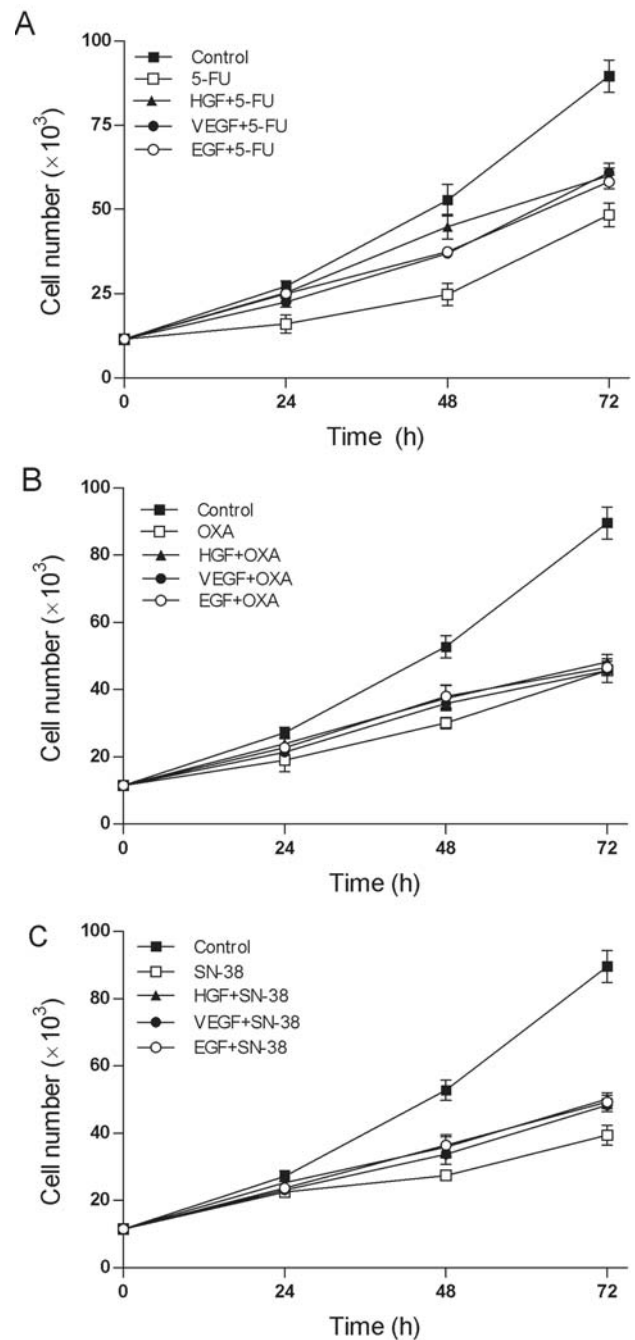 A
100
75
50
25
0
Cell number (×10³)
Control
5-FU
HGF+5-FU
VEGF+5-FU
EGF+5-FU
0 24 48 72
Time (h)
B
100
80
60
40
20
0
Cell number (×10³)
Control
OXA
HGF+OXA
VEGF+OXA
EGF+OXA
0 24 48 72
Time (h)
C
100
80
60
40
20
0
Cell number (×10³)
Control
SN-38
HGF+SN-38
VEGF+SN-38
EGF+SN-38
0 24 48 72
Time (h)